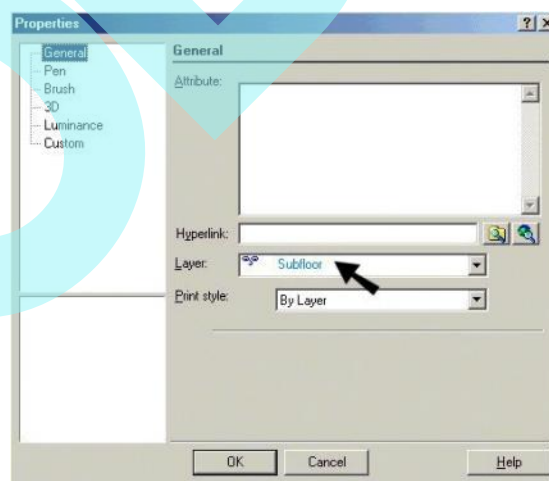 Properties
General
Pen
Brush
3D
Luminance
Custom
General
Attribute:
Hyperlink:
Layer: Subfloor
Print style: By Layer
OK Cancel Help